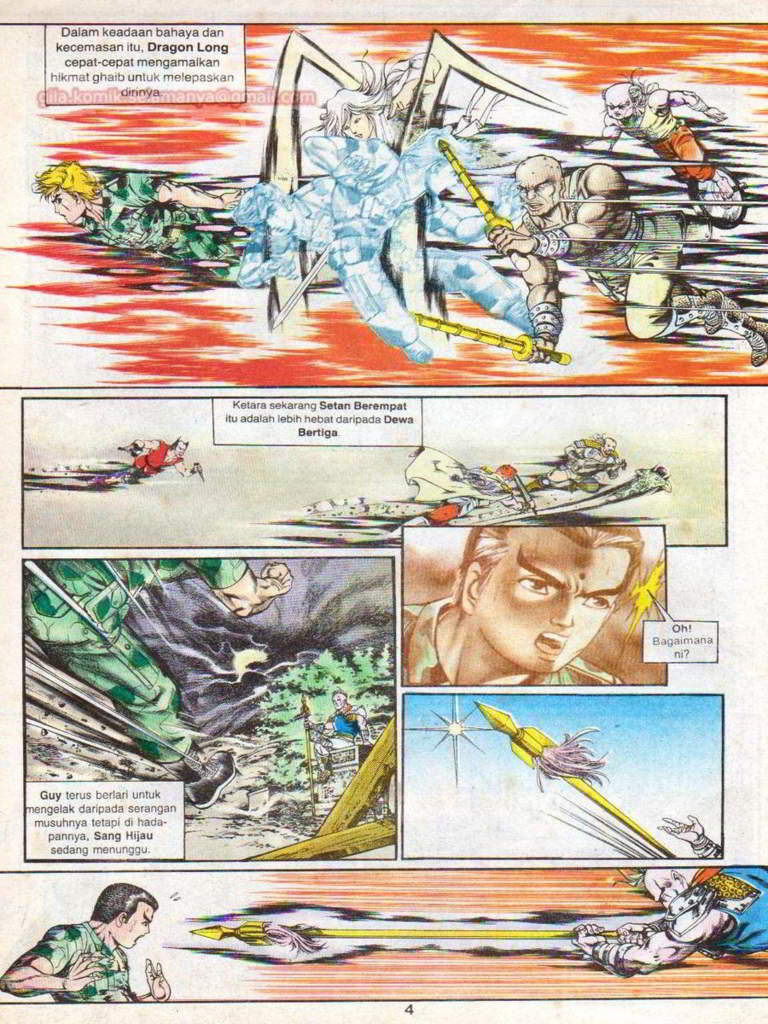 Dalam keadaan bahaya dan
kecemasan itu, Dragon Long
cepat-cepat mengamalkan
hikmat ghaib untuk melepaskan
dirinya.
Ketara sekarang Setan Berempat
itu adalah lebih hebat daripada Dewa
Bertiga.
Oh!
Bagaimana
ni?
Guy terus berlari untuk
mengelak daripada serangan
musuhnya tetapi di hada-
pannya, Sang Hijau
sedang menunggu.
4